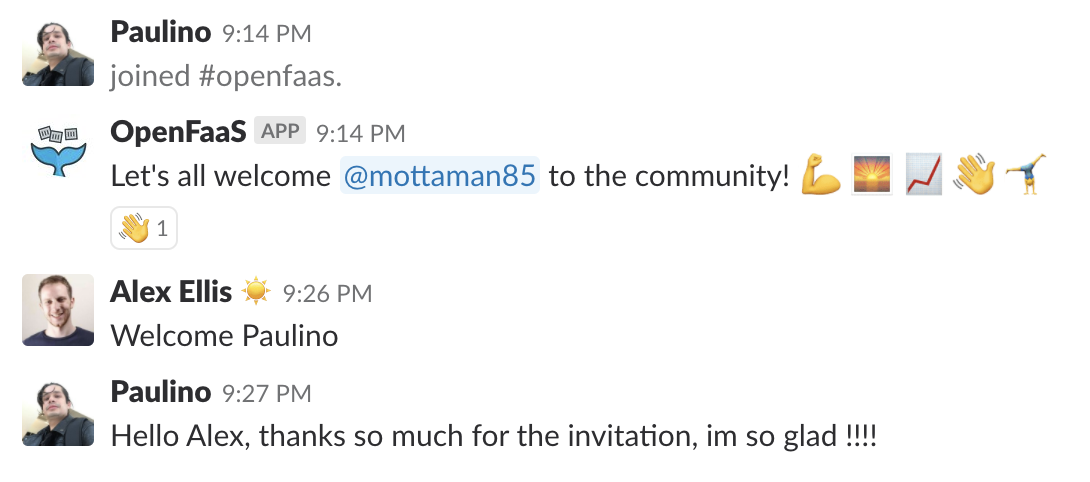 Paulino 9:14 PM
joined #openfaas.
OpenFaaS APP 9:14 PM
Let's all welcome @mottaman85 to the community! 💪 🌅 📈 👋 🤸
👋 1
Alex Ellis ☀️ 9:26 PM
Welcome Paulino
Paulino 9:27 PM
Hello Alex, thanks so much for the invitation, im so glad !!!!